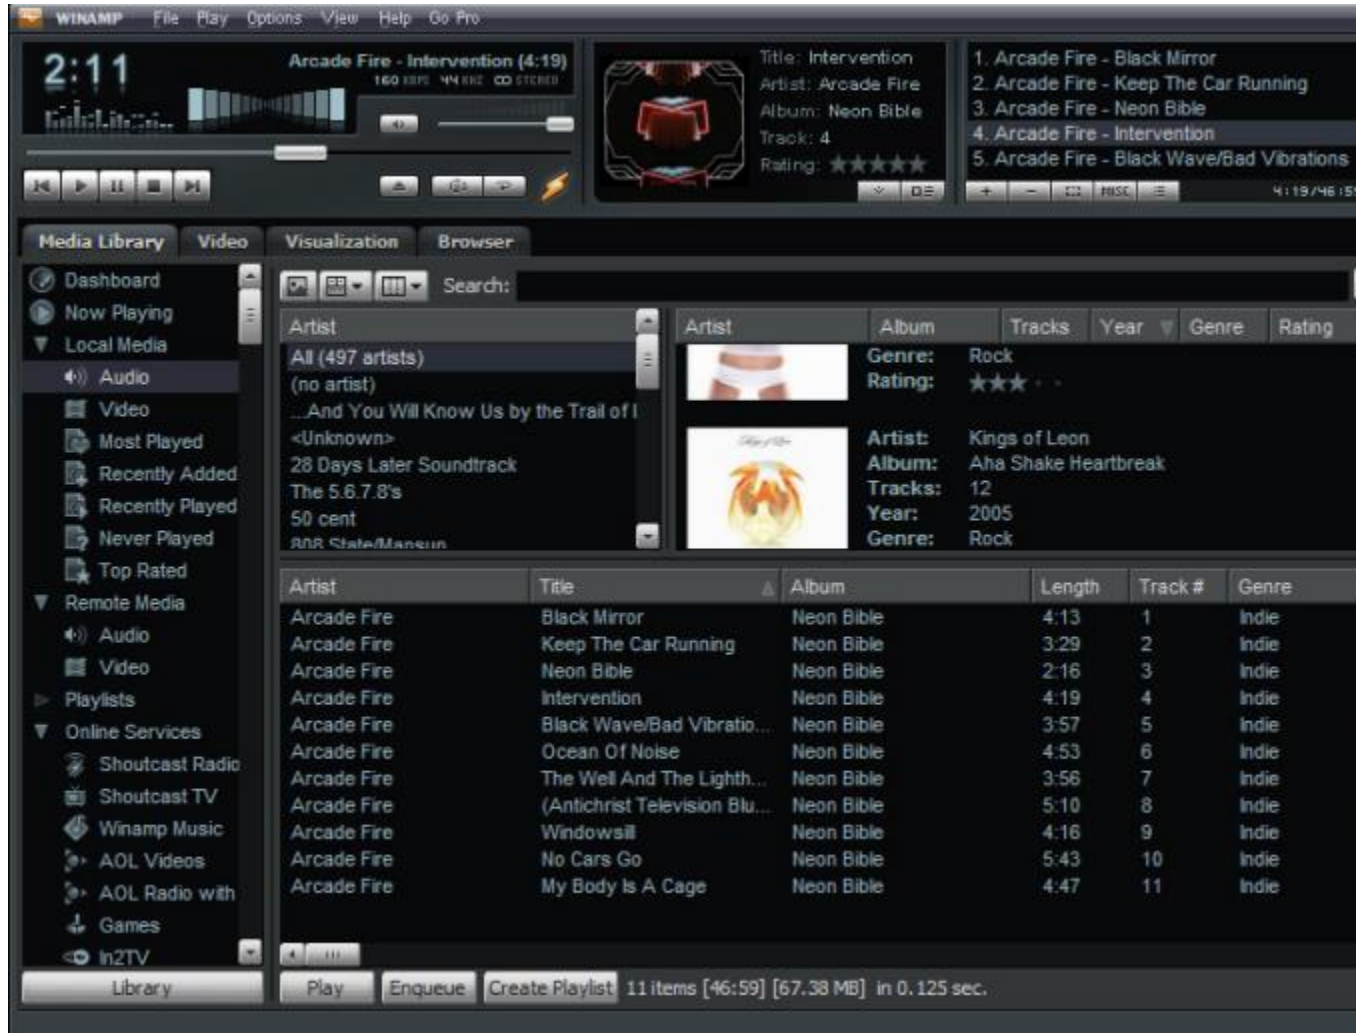 WINAMP File Play Options View Help Go Pro
2:11
Arcade Fire - Intervention (4:19)
160 KBPS 44 KHZ STEREO
Title: Intervention
Artist: Arcade Fire
Album: Neon Bible
Track: 4
Rating:
1. Arcade Fire - Black Mirror
2. Arcade Fire - Keep The Car Running
3. Arcade Fire - Neon Bible
4. Arcade Fire - Intervention
5. Arcade Fire - Black Wave/Bad Vibrations
MISC
4:19/46:59
Media Library Video Visualization Browser
Dashboard
Now Playing
Local Media
Audio
Video
Most Played
Recently Added
Recently Played
Never Played
Top Rated
Remote Media
Audio
Video
Playlists
Online Services
Shoutcast Radio
Shoutcast TV
Winamp Music
AOL Videos
AOL Radio with
Games
In2TV
Library
Search:
Artist
All (497 artists)
(no artist)
...And You Will Know Us by the Trail of
<Unknown>
28 Days Later Soundtrack
The 5.6.7.8's
50 cent
808 State/Mansun
Artist Album Tracks Year Genre Rating
Genre: Rock
Rating:
Kings of Leon
Artist: Kings of Leon
Album: Aha Shake Heartbreak
Tracks: 12
Year: 2005
Genre: Rock
Artist Title Album Length Track # Genre
Arcade Fire Black Mirror Neon Bible 4:13 1 Indie
Arcade Fire Keep The Car Running Neon Bible 3:29 2 Indie
Arcade Fire Neon Bible Neon Bible 2:16 3 Indie
Arcade Fire Intervention Neon Bible 4:19 4 Indie
Arcade Fire Black Wave/Bad Vibratio... Neon Bible 3:57 5 Indie
Arcade Fire Ocean Of Noise Neon Bible 4:53 6 Indie
Arcade Fire The Well And The Lighth... Neon Bible 3:56 7 Indie
Arcade Fire (Antichrist Television Blu... Neon Bible 5:10 8 Indie
Arcade Fire Windowsill Neon Bible 4:16 9 Indie
Arcade Fire No Cars Go Neon Bible 5:43 10 Indie
Arcade Fire My Body Is A Cage Neon Bible 4:47 11 Indie
Play Enqueue Create Playlist 11 items [46:59] [67.38 MB] in 0.125 sec.